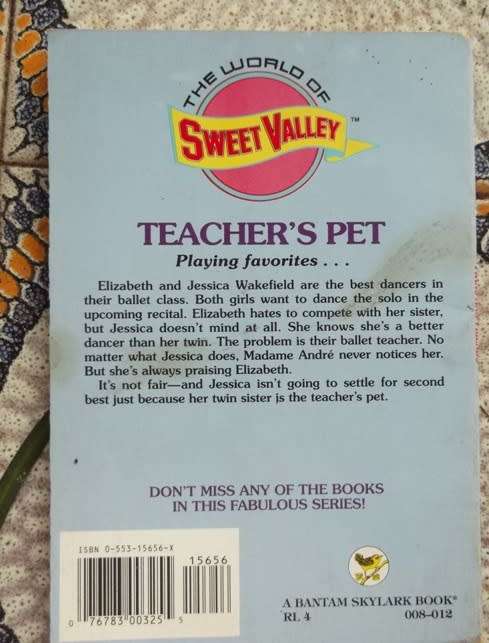 THE WORLD OF
SWEET VALLEY™
TEACHER'S PET
Playing favorites . . .
Elizabeth and Jessica Wakefield are the best dancers in
their ballet class. Both girls want to dance the solo in the
upcoming recital. Elizabeth hates to compete with her sister,
but Jessica doesn't mind at all. She knows she's a better
dancer than her twin. The problem is their ballet teacher. No
matter what Jessica does, Madame André never notices her.
But she's always praising Elizabeth.
It's not fair—and Jessica isn't going to settle for second
best just because her twin sister is the teacher's pet.
DON'T MISS ANY OF THE BOOKS
IN THIS FABULOUS SERIES!
ISBN 0-553-15656-X
15656
0 76783 00325 5
A BANTAM SKYLARK BOOK®
RL 4 008-012